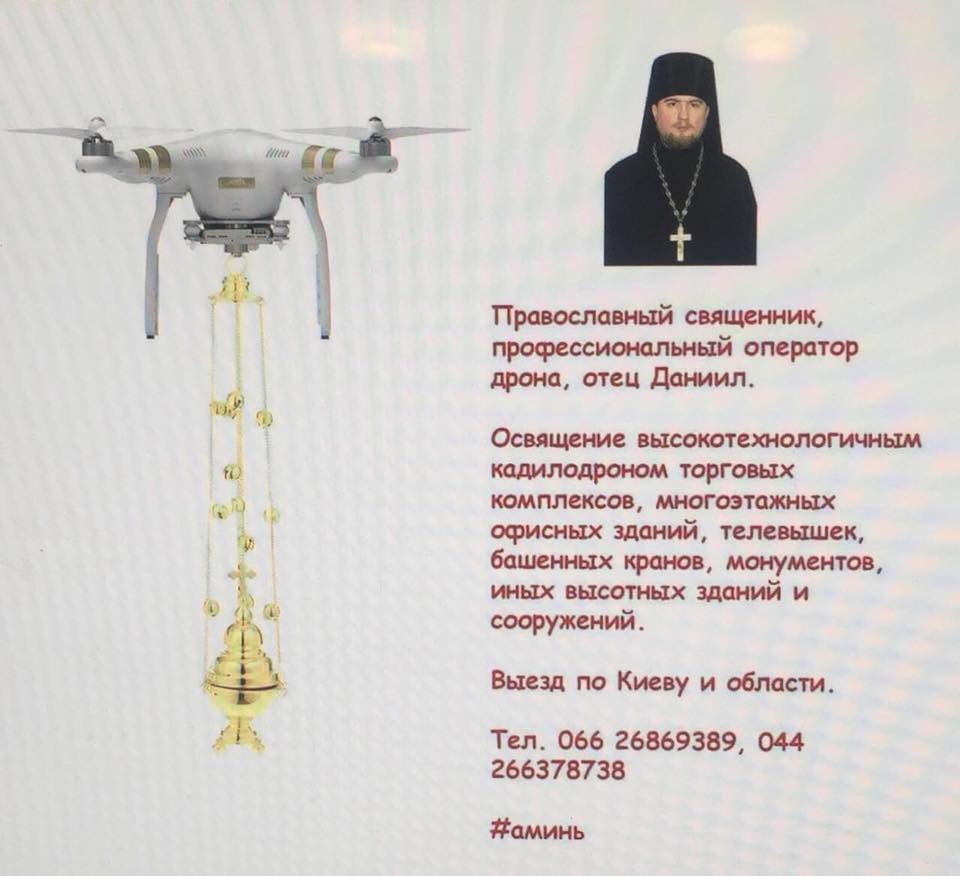 Православный священник,
профессиональный оператор
дрона, отец Даниил.
Освящение высокотехнологичным
кадилодроном торговых
комплексов, многоэтажных
офисных зданий, телевышек,
башенных кранов, монументов,
иных высотных зданий и
сооружений.
Выезд по Киеву и области.
Тел. 066 26869389, 044
266378738
#аминь